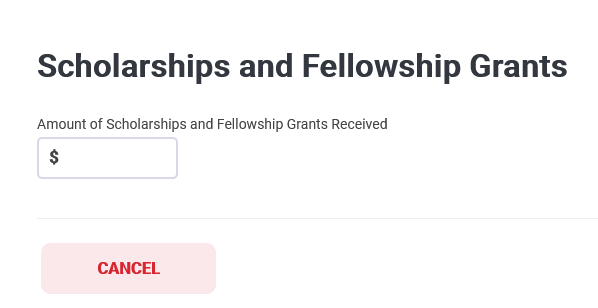 Scholarships and Fellowship Grants
Amount of Scholarships and Fellowship Grants Received
$
CANCEL